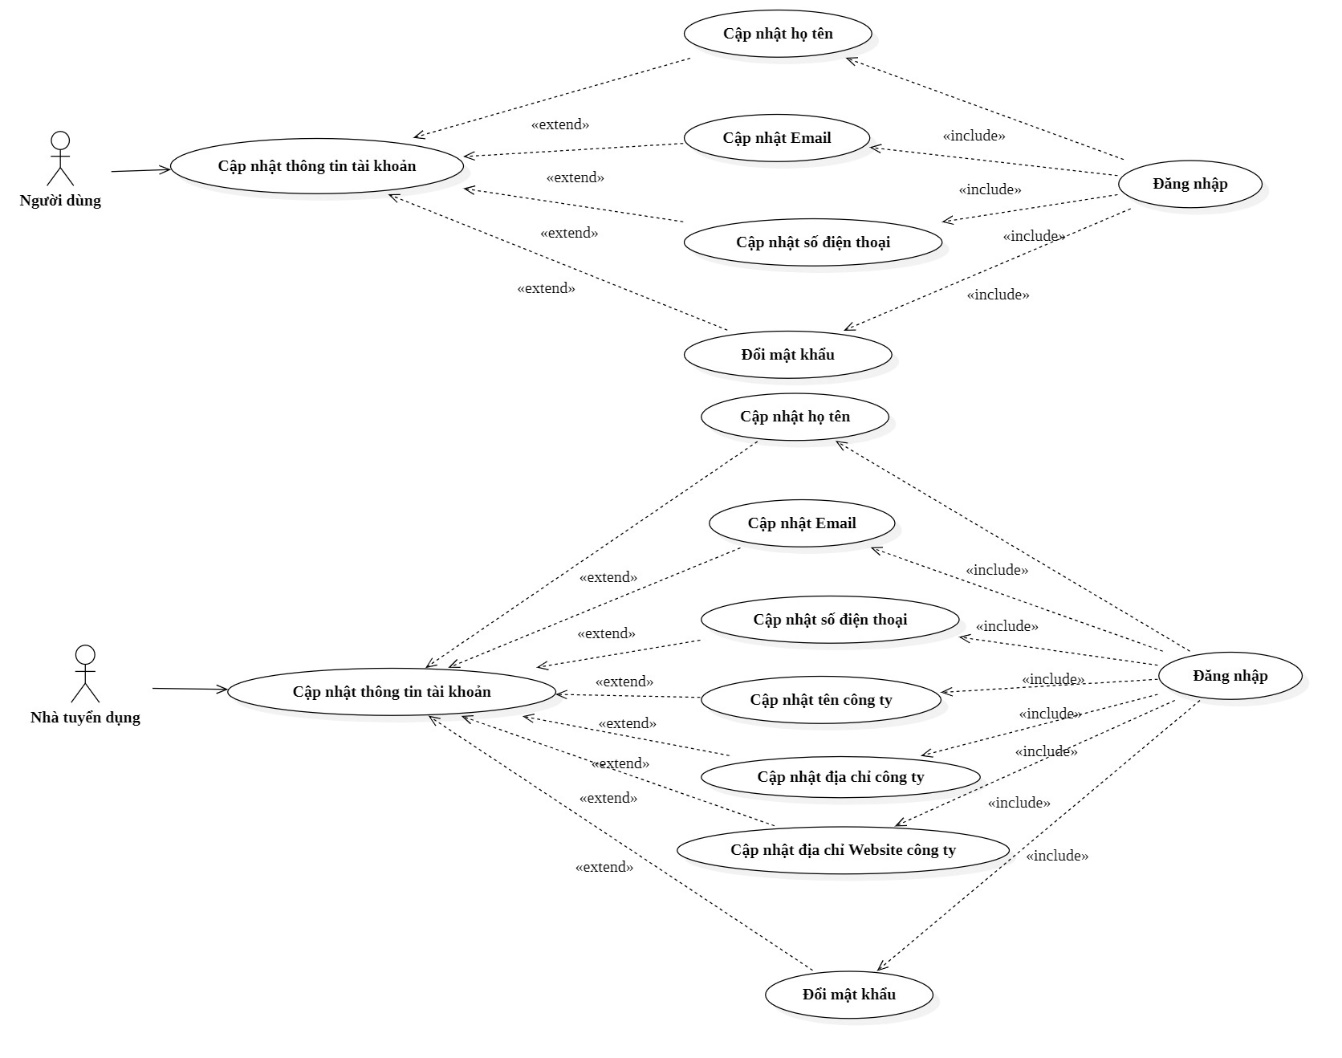 Cập nhật họ tên
«extend»
Cập nhật Email
«include»
Cập nhật thông tin tài khoản
Người dùng
«extend»
Đăng nhập
«include»
«extend»
Cập nhật số điện thoại
«include»
«extend»
«include»
Đổi mật khẩu
Cập nhật họ tên
Cập nhật Email
«extend»
«include»
Cập nhật số điện thoại
«extend»
«include»
Cập nhật thông tin tài khoản
Nhà tuyển dụng
«extend»
Cập nhật tên công ty
«include»
Đăng nhập
«extend»
«include»
«extend»
Cập nhật địa chỉ công ty
«include»
«extend»
«include»
Cập nhật địa chỉ Website công ty
«extend»
«include»
Đổi mật khẩu